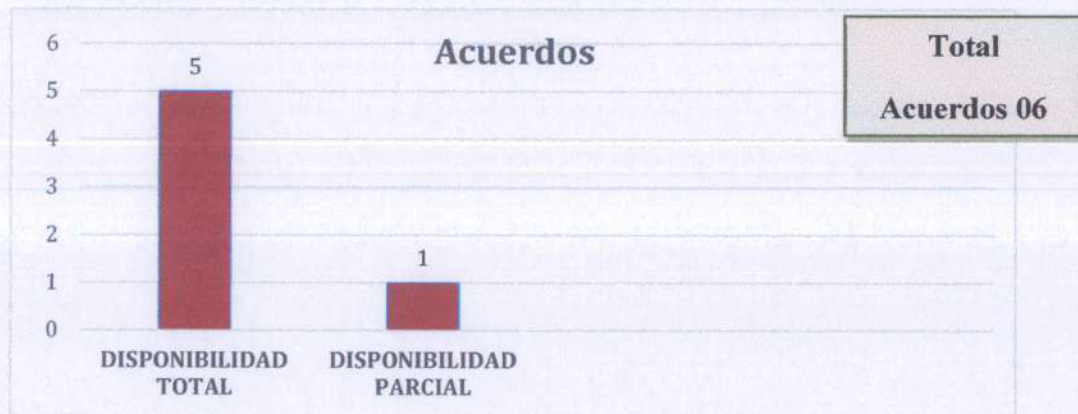 Acuerdos
Total
Acuerdos 06
6
5
4
3
2
1
0
5
1
DISPONIBILIDAD
TOTAL
DISPONIBILIDAD
PARCIAL